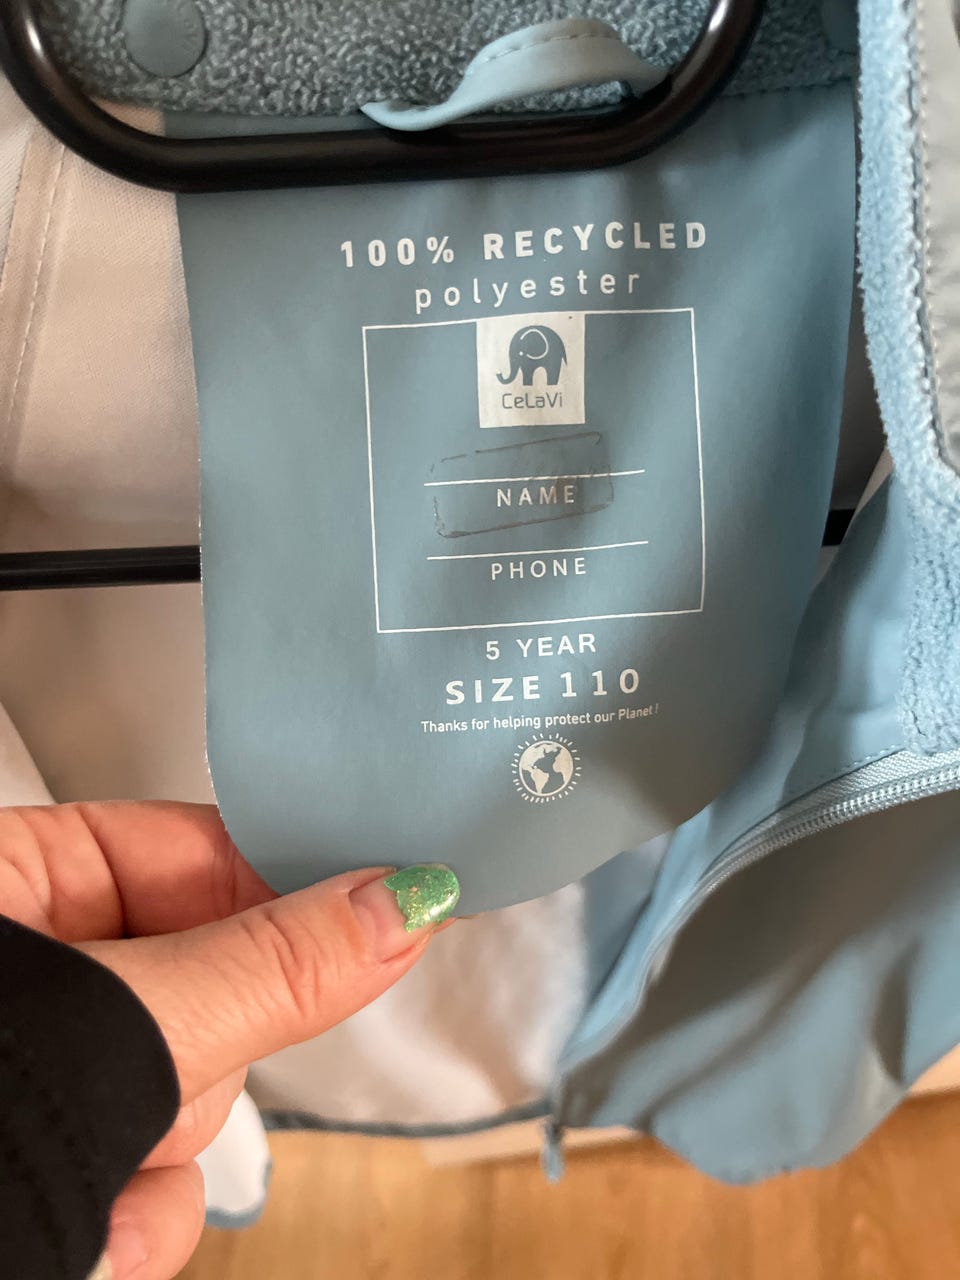 100% RECYCLED
polyester
CeLaVi
NAME
PHONE
5 YEAR
SIZE 110
Thanks for helping protect our Planet!